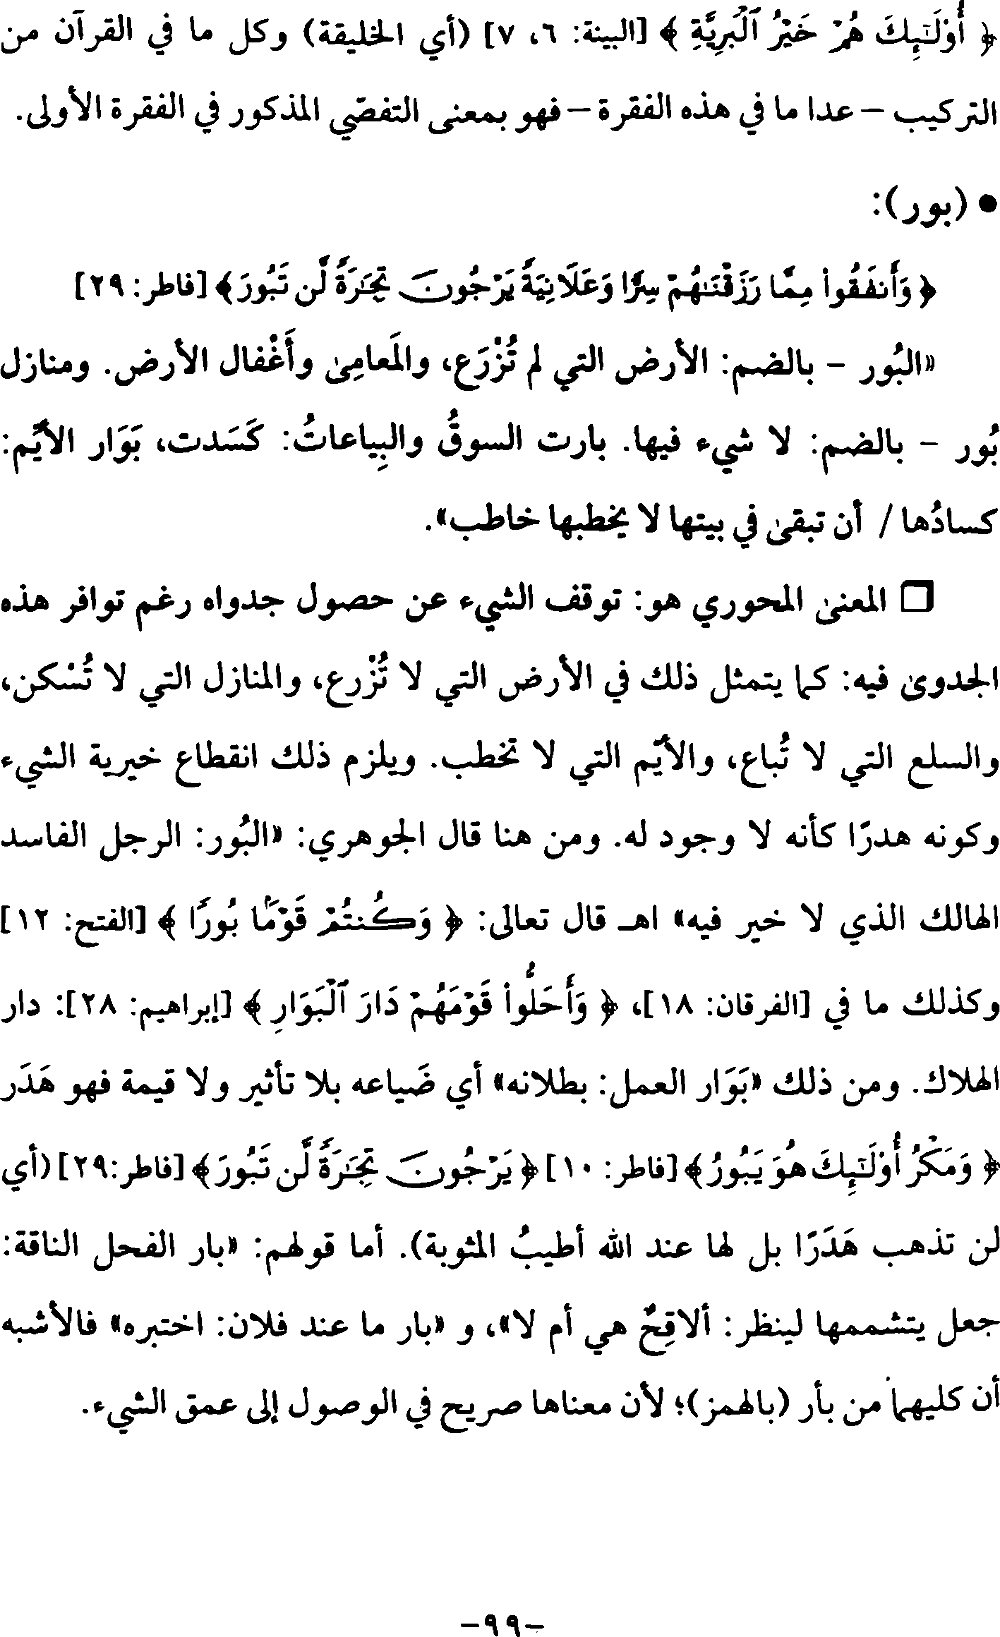 ﴿ أُوْلَٰٓئِكَ هُمْ خَيْرُ ٱلْبَرِيَّةِ ﴾ [البينة: ٦، ٧] (أي الخليقة) وكل ما في القرآن من
التركيب – عدا ما في هذه الفقرة – فهو بمعنى التفصّي المذكور في الفقرة الأولى.
• (بور):
﴿ وَأَنفَقُواْ مِمَّا رَزَقْنَٰهُمْ سِرًّا وَعَلَانِيَةً يَرْجُونَ تِجَٰرَةً لَّن تَبُورَ﴾ [فاطر: ٢٩]
«البُور – بالضم: الأرض التي لم تُزْرَع، والمَعامِىٰ وأَغْفال الأرض. ومنازل
بُور – بالضم: لا شيء فيها. بارت السوقُ والبِياعاتُ: كَسَدت، بَوَار الأيّم:
كسادُها / أن تبقىٰ في بيتها لا يخطبها خاطب».
❒ المعنىٰ المحوري هو: توقف الشيء عن حصول جدواه رغم توافر هذه
الجدوىٰ فيه: كما يتمثل ذلك في الأرض التي لا تُزْرع، والمنازل التي لا تُسْكن،
والسلع التي لا تُباع، والأيّم التي لا تخطب. ويلزم ذلك انقطاع خيرية الشيء
وكونه هدرًا كأنه لا وجود له. ومن هنا قال الجوهري: «البُور: الرجل الفاسد
الهالك الذي لا خير فيه» اهـ قال تعالى: ﴿ وَكُنتُمْ قَوْمًۢا بُورًا ﴾ [الفتح: ١٢]
وكذلك ما في [الفرقان: ١٨]، ﴿ وَأَحَلُّواْ قَوْمَهُمْ دَارَ ٱلْبَوَارِ ﴾ [إبراهيم: ٢٨]: دار
الهلاك. ومن ذلك «بَوَار العمل: بطلانه» أي ضَياعه بلا تأثير ولا قيمة فهو هَدَر
﴿ وَمَكْرُ أُوْلَٰٓئِكَ هُوَ يَبُورُ﴾ [فاطر: ١٠] ﴿ يَرْجُونَ تِجَٰرَةً لَّن تَبُورَ﴾ [فاطر:٢٩] (أي
لن تذهب هَدَرًا بل لها عند الله أطيبُ المثوبة). أما قولهم: «بار الفحل الناقة:
جعل يتشممها لينظر: ألاقِحٌ هي أم لا»، و «بار ما عند فلان: اختبره» فالأشبه
أن كليهما من بأر (بالهمز)؛ لأن معناها صريح في الوصول إلى عمق الشيء.
-٩٩-